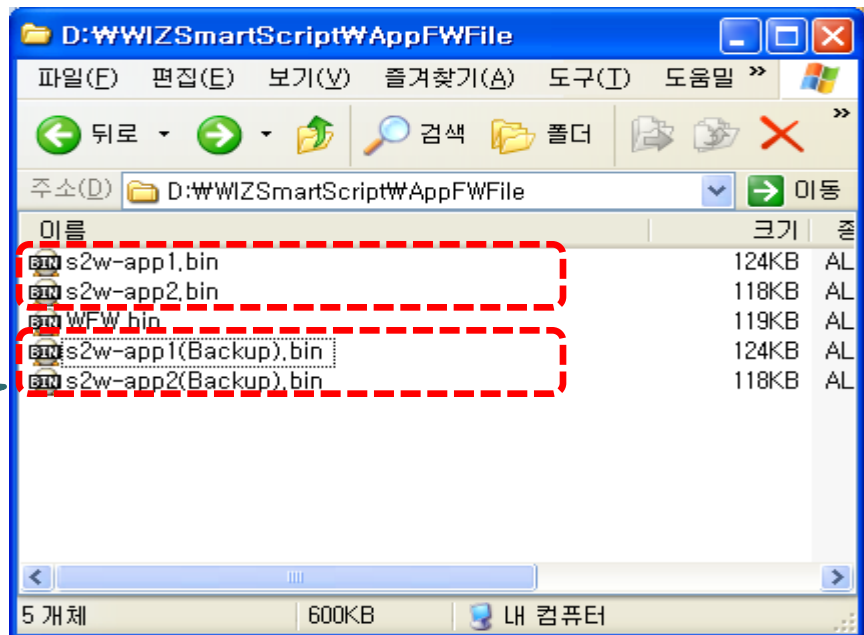 D:₩WIZSmartScript₩AppFWFile
파일(F) 편집(E) 보기(V) 즐겨찾기(A) 도구(T) 도움말 »
뒤로 검색 폴더 »
주소(D) D:₩WIZSmartScript₩AppFWFile 이동
이름 크기 종
s2w-app1.bin 124KB AL
s2w-app2.bin 118KB AL
WFW.bin 119KB AL
s2w-app1(Backup).bin 124KB AL
s2w-app2(Backup).bin 118KB AL
5 개체 600KB 내 컴퓨터